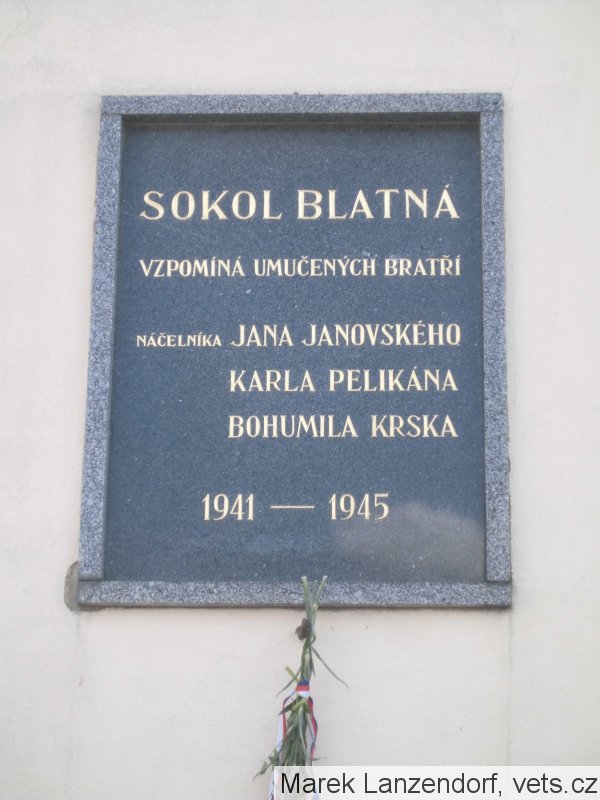 SOKOL BLATNÁ
VZPOMÍNÁ UMUČENÝCH BRATŘÍ
NÁČELNÍKA JANA JANOVSKÉHO
KARLA PELIKÁNA
BOHUMILA KRSKA
1941 — 1945
Marek Lanzendorf, vets.cz